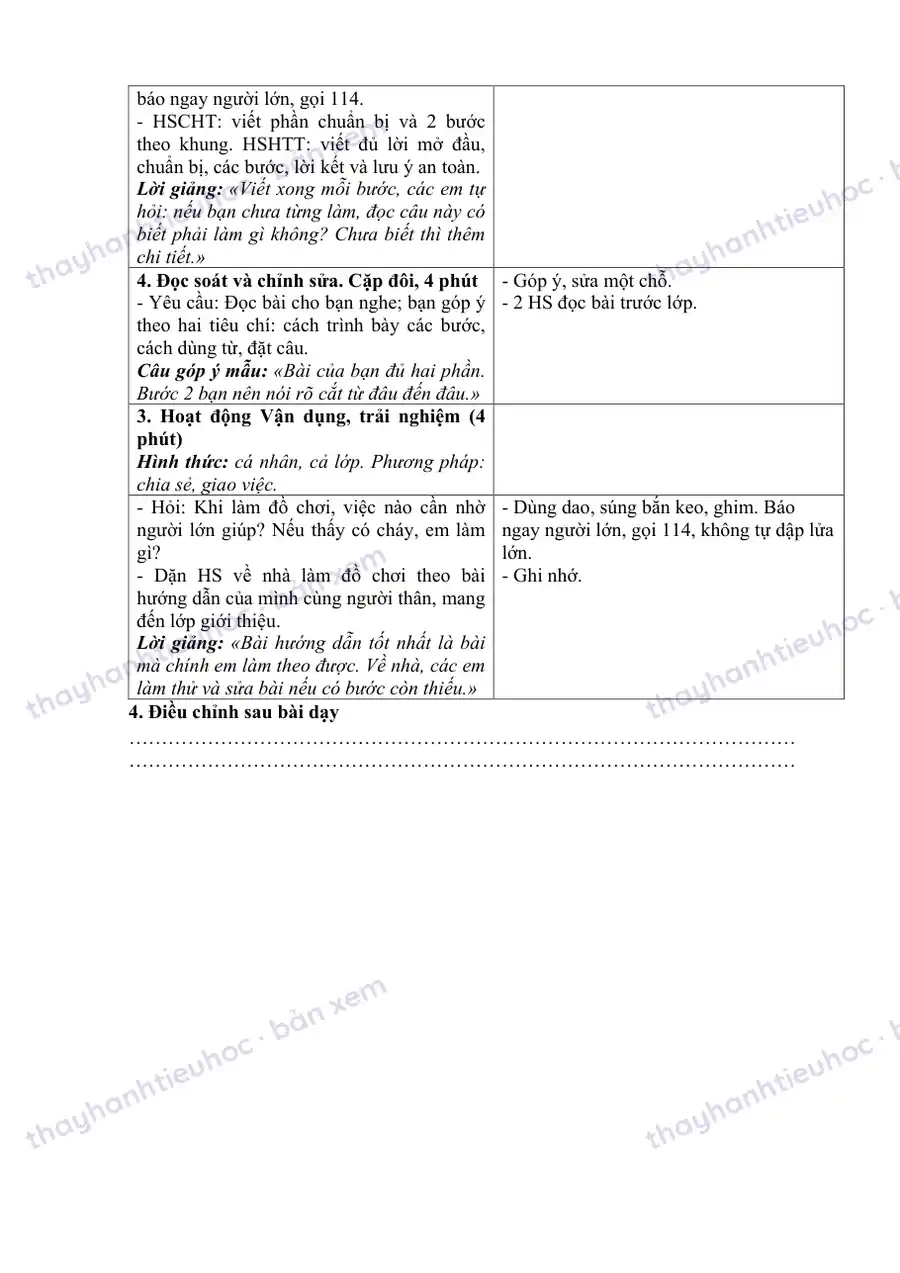 báo ngay người lớn, gọi 114.
- HSCHT: viết phần chuẩn bị và 2 bước
theo khung. HSHTT: viết đủ lời mở đầu,
chuẩn bị, các bước, lời kết và lưu ý an toàn.
Lời giảng: «Viết xong mỗi bước, các em tự
hỏi: nếu bạn chưa từng làm, đọc câu này có
biết phải làm gì không? Chưa biết thì thêm
chi tiết.»
4. Đọc soát và chỉnh sửa. Cặp đôi, 4 phút
- Yêu cầu: Đọc bài cho bạn nghe; bạn góp ý
theo hai tiêu chí: cách trình bày các bước,
cách dùng từ, đặt câu.
Câu góp ý mẫu: «Bài của bạn đủ hai phần.
Bước 2 bạn nên nói rõ cắt từ đâu đến đâu.»
- Góp ý, sửa một chỗ.
- 2 HS đọc bài trước lớp.
3. Hoạt động Vận dụng, trải nghiệm (4
phút)
Hình thức: cá nhân, cả lớp. Phương pháp:
chia sẻ, giao việc.
- Hỏi: Khi làm đồ chơi, việc nào cần nhờ
người lớn giúp? Nếu thấy có cháy, em làm
gì?
- Dặn HS về nhà làm đồ chơi theo bài
hướng dẫn của mình cùng người thân, mang
đến lớp giới thiệu.
Lời giảng: «Bài hướng dẫn tốt nhất là bài
mà chính em làm theo được. Về nhà, các em
làm thử và sửa bài nếu có bước còn thiếu.»
- Dùng dao, súng bắn keo, ghim. Báo
ngay người lớn, gọi 114, không tự dập lửa
lớn.
- Ghi nhớ.
4. Điều chỉnh sau bài dạy
………………………………………………………………………………………
………………………………………………………………………………………
thayhanhtieuhoc · bản xem
thayhanhtieuhoc · b
thayhanhtieuhoc · bản xem
thayhanhtieuhoc · b
thayhanhtieuhoc · bản xem
thayhanhtieuhoc · b